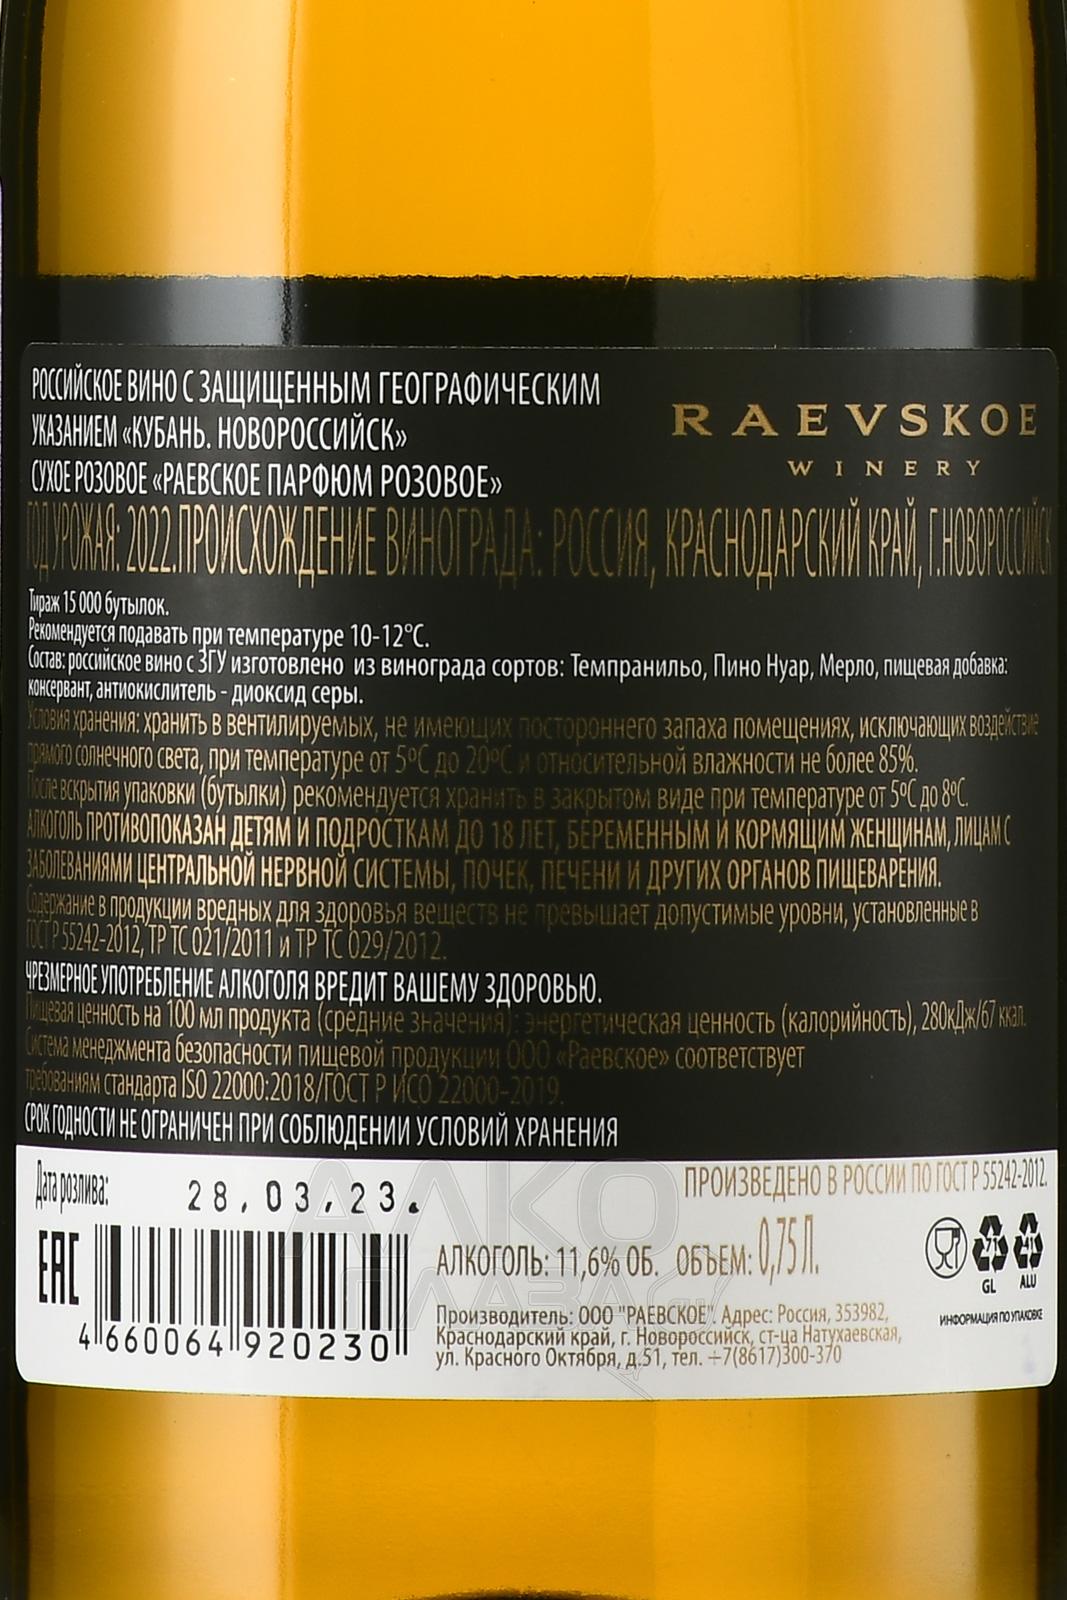 РОССИЙСКОЕ ВИНО С ЗАЩИЩЕННЫМ ГЕОГРАФИЧЕСКИМ
УКАЗАНИЕМ «КУБАНЬ. НОВОРОССИЙСК»
СУХОЕ РОЗОВОЕ «РАЕВСКОЕ ПАРФЮМ РОЗОВОЕ»
RAEVSKOE
WINERY
ГОД УРОЖАЯ: 2022.ПРОИСХОЖДЕНИЕ ВИНОГРАДА: РОССИЯ, КРАСНОДАРСКИЙ КРАЙ, Г.НОВОРОССИЙСК
Тираж 15 000 бутылок.
Рекомендуется подавать при температуре 10-12°С.
Состав: российское вино с ЗГУ изготовлено из винограда сортов: Темпранильо, Пино Нуар, Мерло, пищевая добавка:
консервант, антиокислитель - диоксид серы.
Условия хранения: хранить в вентилируемых, не имеющих постороннего запаха помещениях, исключающих воздействие
прямого солнечного света, при температуре от 5°С до 20°С и относительной влажности не более 85%.
После вскрытия упаковки (бутылки) рекомендуется хранить в закрытом виде при температуре от 5°С до 8°С.
АЛКОГОЛЬ ПРОТИВОПОКАЗАН ДЕТЯМ И ПОДРОСТКАМ ДО 18 ЛЕТ, БЕРЕМЕННЫМ И КОРМЯЩИМ ЖЕНЩИНАМ, ЛИЦАМ С
ЗАБОЛЕВАНИЯМИ ЦЕНТРАЛЬНОЙ НЕРВНОЙ СИСТЕМЫ, ПОЧЕК, ПЕЧЕНИ И ДРУГИХ ОРГАНОВ ПИЩЕВАРЕНИЯ.
Содержание в продукции вредных для здоровья веществ не превышает допустимые уровни, установленные в
ГОСТ Р 55242-2012, ТР ТС 021/2011 и ТР ТС 029/2012.
ЧРЕЗМЕРНОЕ УПОТРЕБЛЕНИЕ АЛКОГОЛЯ ВРЕДИТ ВАШЕМУ ЗДОРОВЬЮ.
Пищевая ценность на 100 мл продукта (средние значения): энергетическая ценность (калорийность), 280кДж/67 ккал.
Система менеджмента безопасности пищевой продукции ООО «Раевское» соответствует
требованиям стандарта ISO 22000:2018/ГОСТ Р ИСО 22000-2019.
СРОК ГОДНОСТИ НЕ ОГРАНИЧЕН ПРИ СОБЛЮДЕНИИ УСЛОВИЙ ХРАНЕНИЯ
Дата розлива: 28.03.23.
ПРОИЗВЕДЕНО В РОССИИ ПО ГОСТ Р 55242-2012.
ЕАС
АЛКОГОЛЬ: 11,6% ОБ. ОБЪЕМ: 0,75 Л.
71 41
GL ALU
ИНФОРМАЦИЯ ПО УПАКОВКЕ
Производитель: ООО "РАЕВСКОЕ". Адрес: Россия, 353982,
Краснодарский край, г. Новороссийск, ст-ца Натухаевская,
ул. Красного Октября, д.51, тел. +7(8617)300-370
4 660064 920230
АЛКО
ПЛАЗА.ru